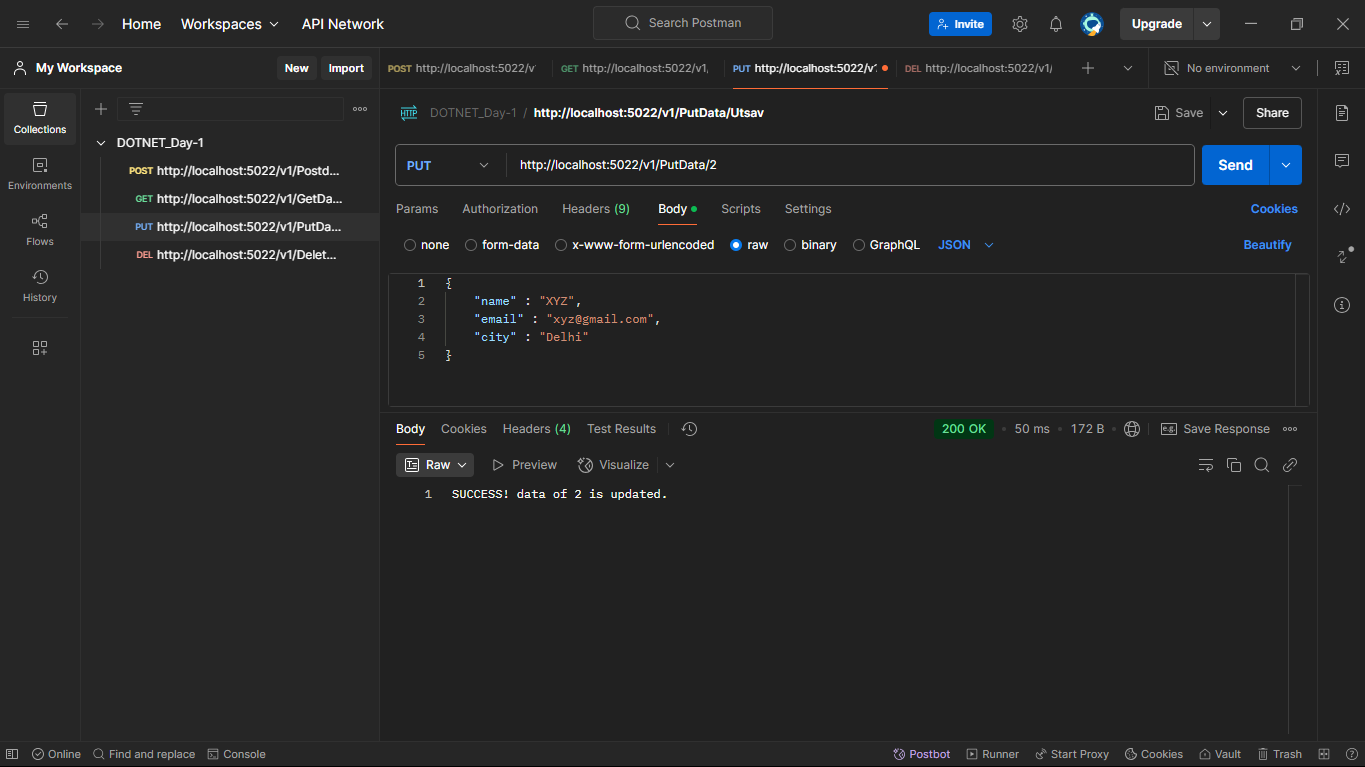 Home Workspaces API Network Search Postman Invite Upgrade
My Workspace New Import POST http://localhost:5022/v GET http://localhost:5022/v1, PUT http://localhost:5022/v1 DEL http://localhost:5022/v1/ No environment
Collections
Environments
Flows
History
DOTNET_Day-1
POST http://localhost:5022/v1/Postd...
GET http://localhost:5022/v1/GetDa...
PUT http://localhost:5022/v1/PutDa...
DEL http://localhost:5022/v1/Delet...
HTTP DOTNET_Day-1 / http://localhost:5022/v1/PutData/Utsav Save Share
PUT http://localhost:5022/v1/PutData/2 Send
Params Authorization Headers (9) Body Scripts Settings Cookies
none form-data x-www-form-urlencoded raw binary GraphQL JSON Beautify
1 {
2 "name" : "XYZ",
3 "email" : "xyz@gmail.com",
4 "city" : "Delhi"
5 }
Body Cookies Headers (4) Test Results 200 OK • 50 ms • 172 B • e.g. Save Response
Raw Preview Visualize
1 SUCCESS! data of 2 is updated.
Online Find and replace Console Postbot Runner Start Proxy Cookies Vault Trash